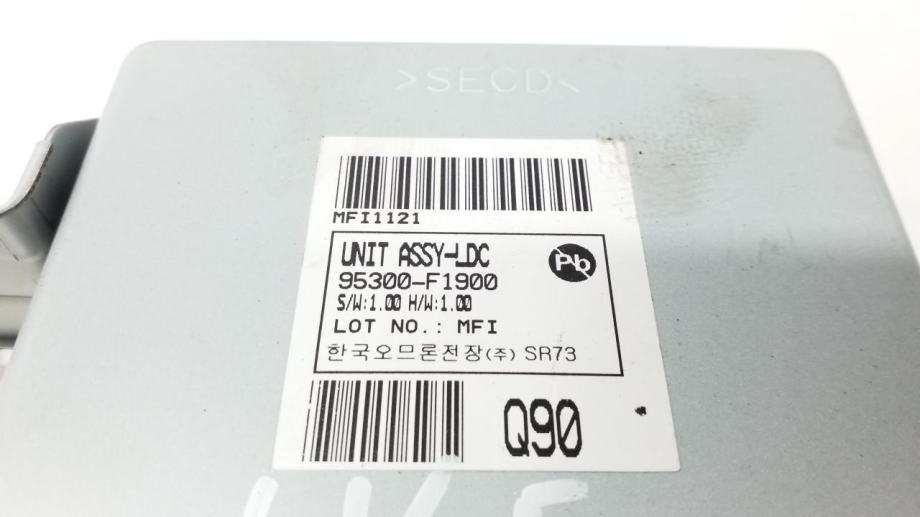 >SECD<
MFI1121
UNIT ASSY-LDC
Pb
95300-F1900
S/W:1.00 H/W:1.00
LOT NO.: MFI
한국오므론전장(주) SR73
Q90